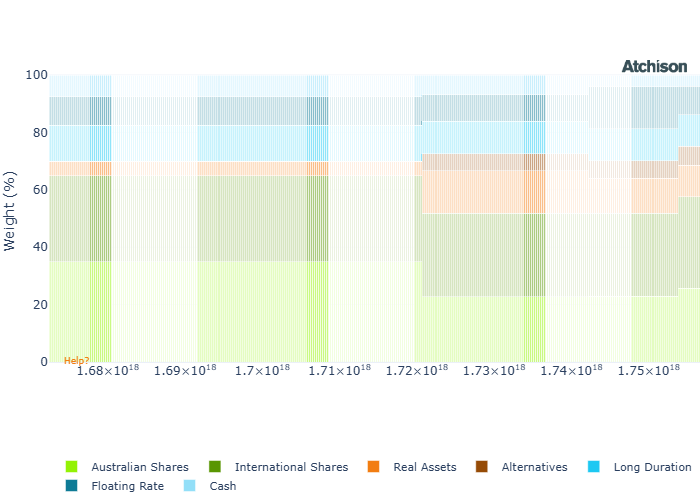 Atchison
100
80
60
40
20
0
Weight (%)
Help?
1.68×10¹⁸ 1.69×10¹⁸ 1.7×10¹⁸ 1.71×10¹⁸ 1.72×10¹⁸ 1.73×10¹⁸ 1.74×10¹⁸ 1.75×10¹⁸
Australian Shares International Shares Real Assets Alternatives Long Duration
Floating Rate Cash